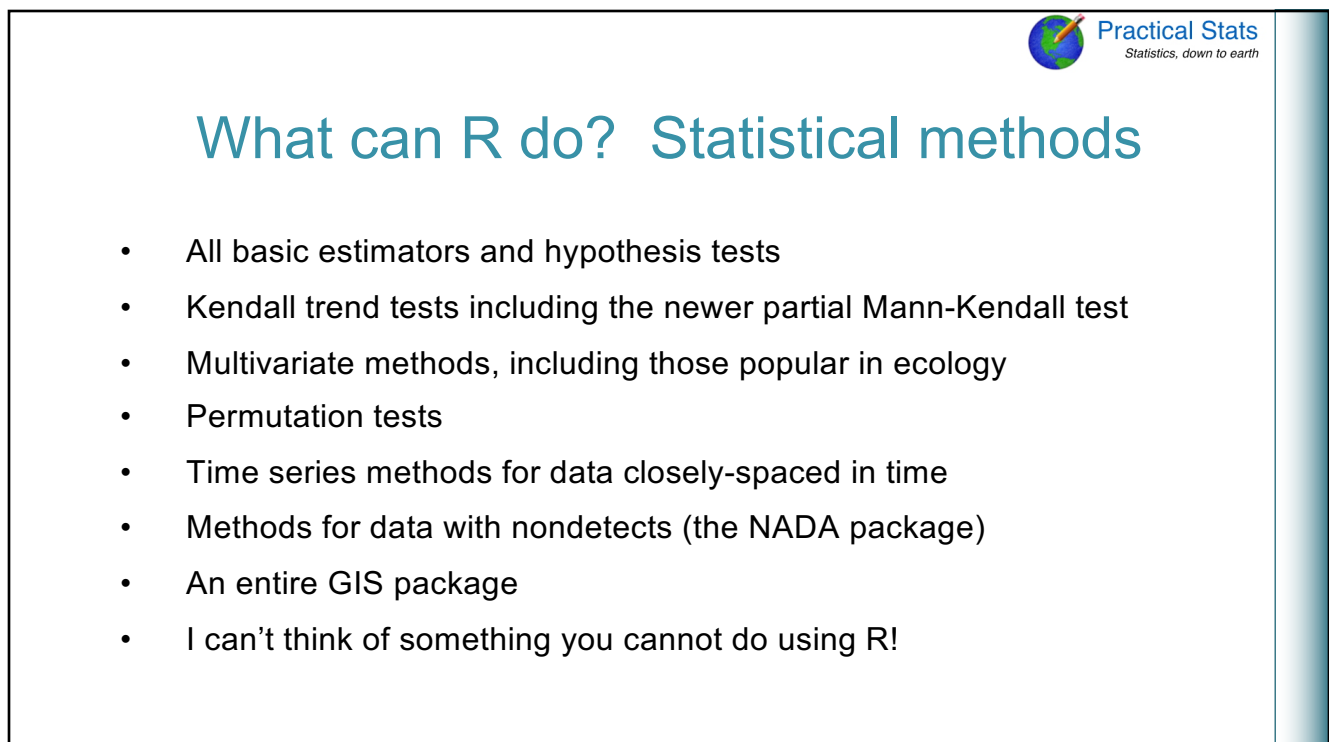 Practical Stats
Statistics, down to earth
What can R do?  Statistical methods
• All basic estimators and hypothesis tests
• Kendall trend tests including the newer partial Mann-Kendall test
• Multivariate methods, including those popular in ecology
• Permutation tests
• Time series methods for data closely-spaced in time
• Methods for data with nondetects (the NADA package)
• An entire GIS package
• I can’t think of something you cannot do using R!